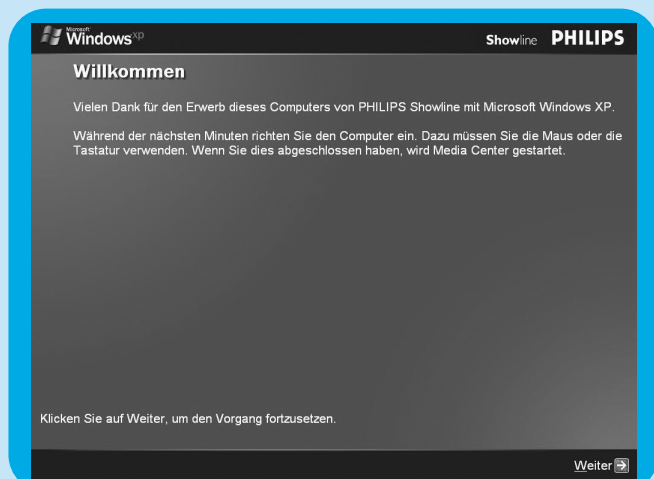 Microsoft
Windows xp
Showline PHILIPS
Willkommen
Vielen Dank für den Erwerb dieses Computers von PHILIPS Showline mit Microsoft Windows XP.
Während der nächsten Minuten richten Sie den Computer ein. Dazu müssen Sie die Maus oder die
Tastatur verwenden. Wenn Sie dies abgeschlossen haben, wird Media Center gestartet.
Klicken Sie auf Weiter, um den Vorgang fortzusetzen.
Weiter